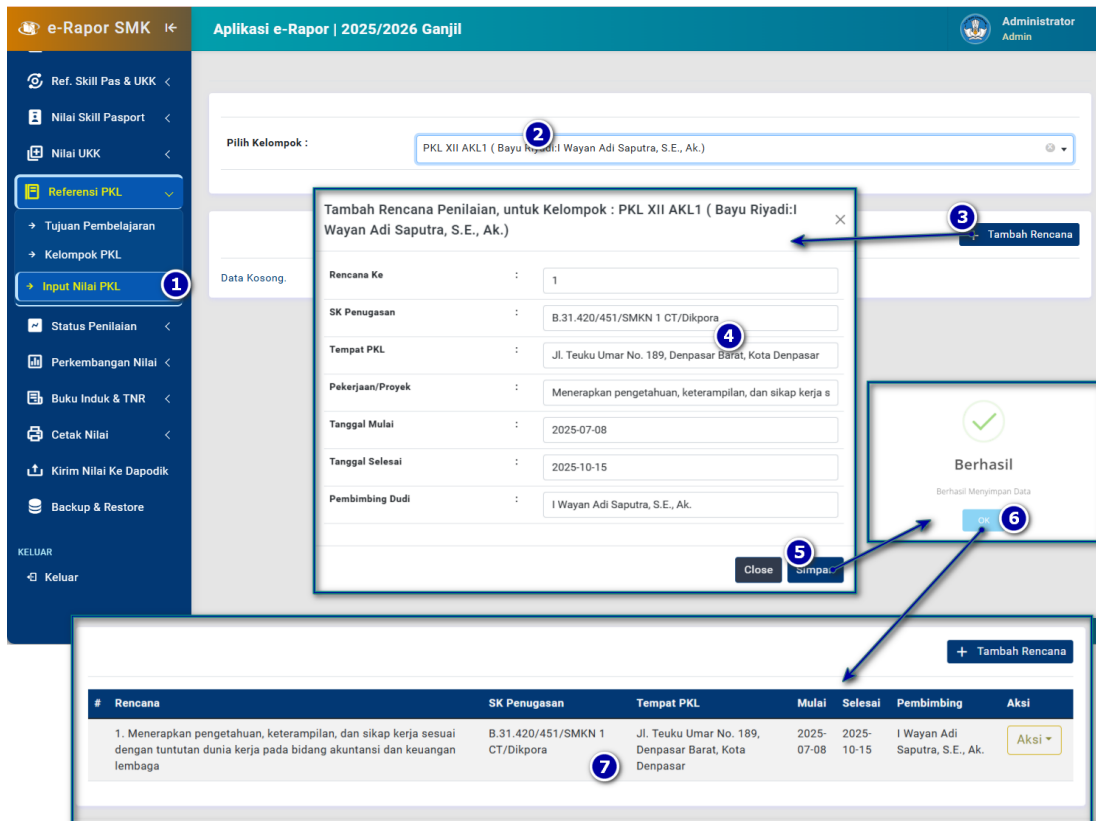 e-Rapor SMK
Aplikasi e-Rapor | 2025/2026 Ganjil
Administrator
Admin
Ref. Skill Pas & UKK
Nilai Skill Pasport
Nilai UKK
Referensi PKL
Tujuan Pembelajaran
Kelompok PKL
Input Nilai PKL
1
Status Penilaian
Perkembangan Nilai
Buku Induk & TNR
Cetak Nilai
Kirim Nilai Ke Dapodik
Backup & Restore
KELUAR
Keluar
Pilih Kelompok :
2
PKL XII AKL1 ( Bayu Riyadi:I Wayan Adi Saputra, S.E., Ak.)
3
+ Tambah Rencana
Data Kosong.
Tambah Rencana Penilaian, untuk Kelompok : PKL XII AKL1 ( Bayu Riyadi:I
Wayan Adi Saputra, S.E., Ak.)
×
Rencana Ke : 1
SK Penugasan : B.31.420/451/SMKN 1 CT/Dikpora
4
Tempat PKL : Jl. Teuku Umar No. 189, Denpasar Barat, Kota Denpasar
Pekerjaan/Proyek : Menerapkan pengetahuan, keterampilan, dan sikap kerja s
Tanggal Mulai : 2025-07-08
Tanggal Selesai : 2025-10-15
Pembimbing Dudi : I Wayan Adi Saputra, S.E., Ak.
5
Close Simpan
Berhasil
Berhasil Menyimpan Data
OK
6
+ Tambah Rencana
# Rencana SK Penugasan Tempat PKL Mulai Selesai Pembimbing Aksi
1. Menerapkan pengetahuan, keterampilan, dan sikap kerja sesuai B.31.420/451/SMKN 1 Jl. Teuku Umar No. 189, 2025- 2025- I Wayan Adi Aksi
dengan tuntutan dunia kerja pada bidang akuntansi dan keuangan CT/Dikpora Denpasar Barat, Kota 07-08 10-15 Saputra, S.E., Ak.
lembaga Denpasar
7